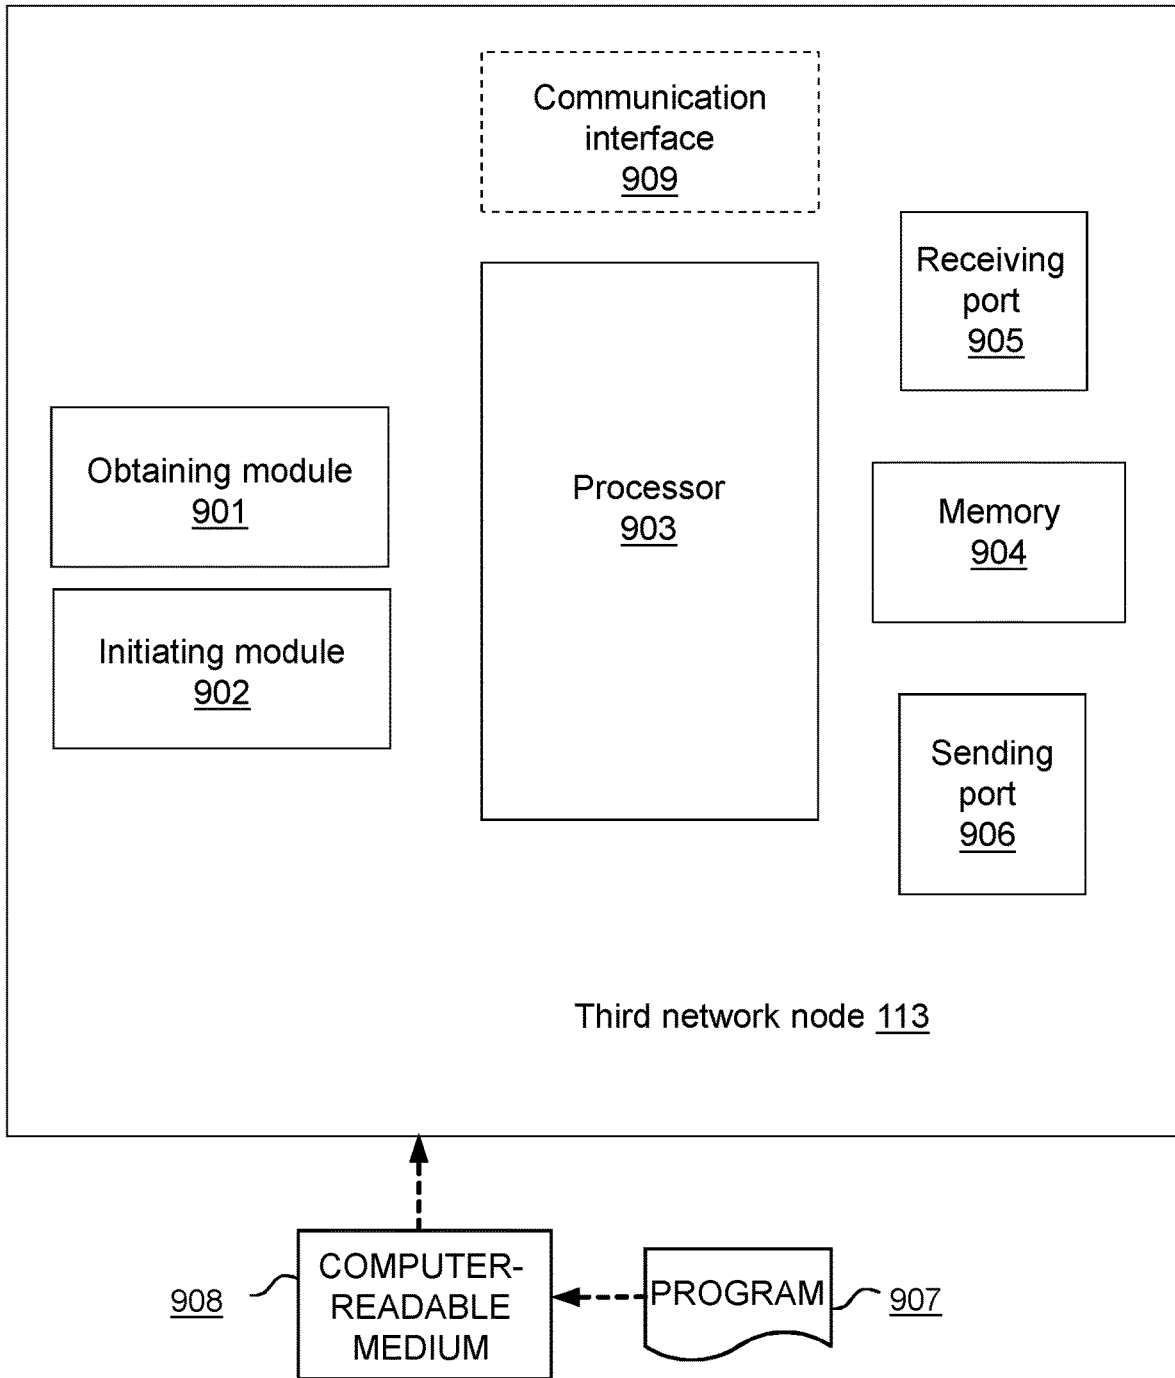 Communication
interface
909
Receiving
port
905
Obtaining module
901
Processor
903
Memory
904
Initiating module
902
Sending
port
906
Third network node 113
908
COMPUTER-
READABLE
MEDIUM
PROGRAM
907